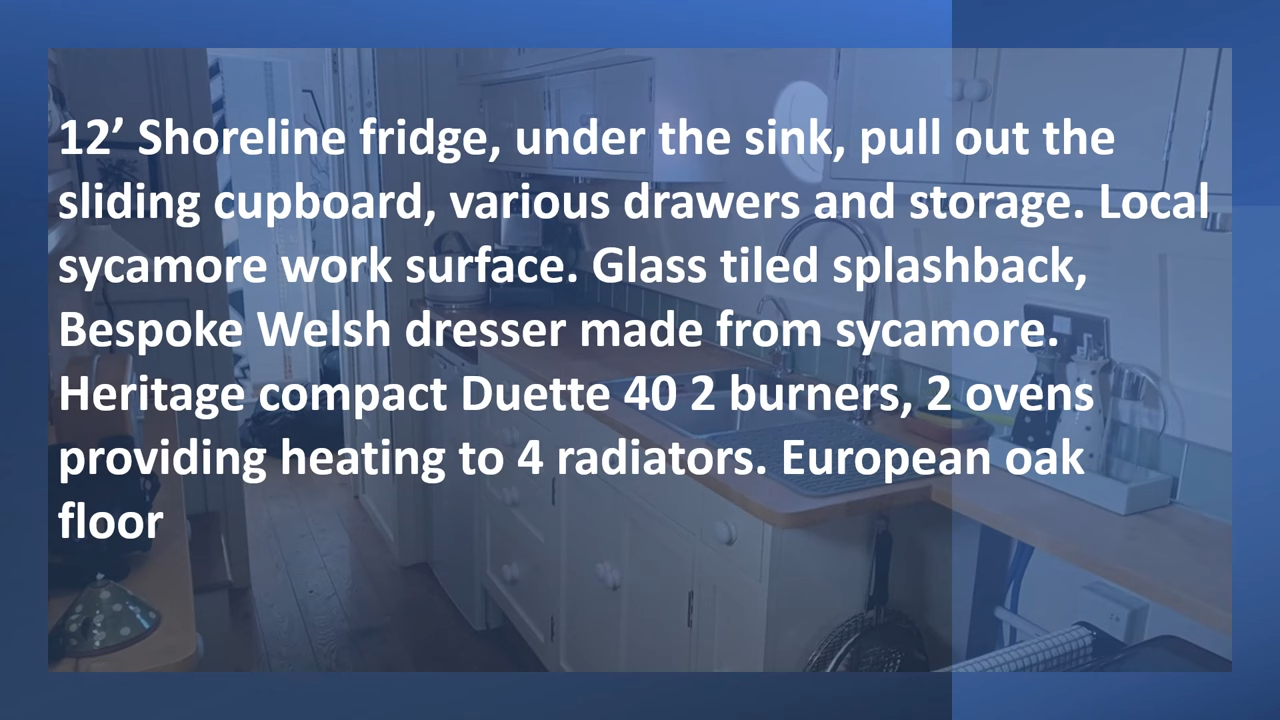 12’ Shoreline fridge, under the sink, pull out the
sliding cupboard, various drawers and storage. Local
sycamore work surface. Glass tiled splashback,
Bespoke Welsh dresser made from sycamore.
Heritage compact Duette 40 2 burners, 2 ovens
providing heating to 4 radiators. European oak
floor